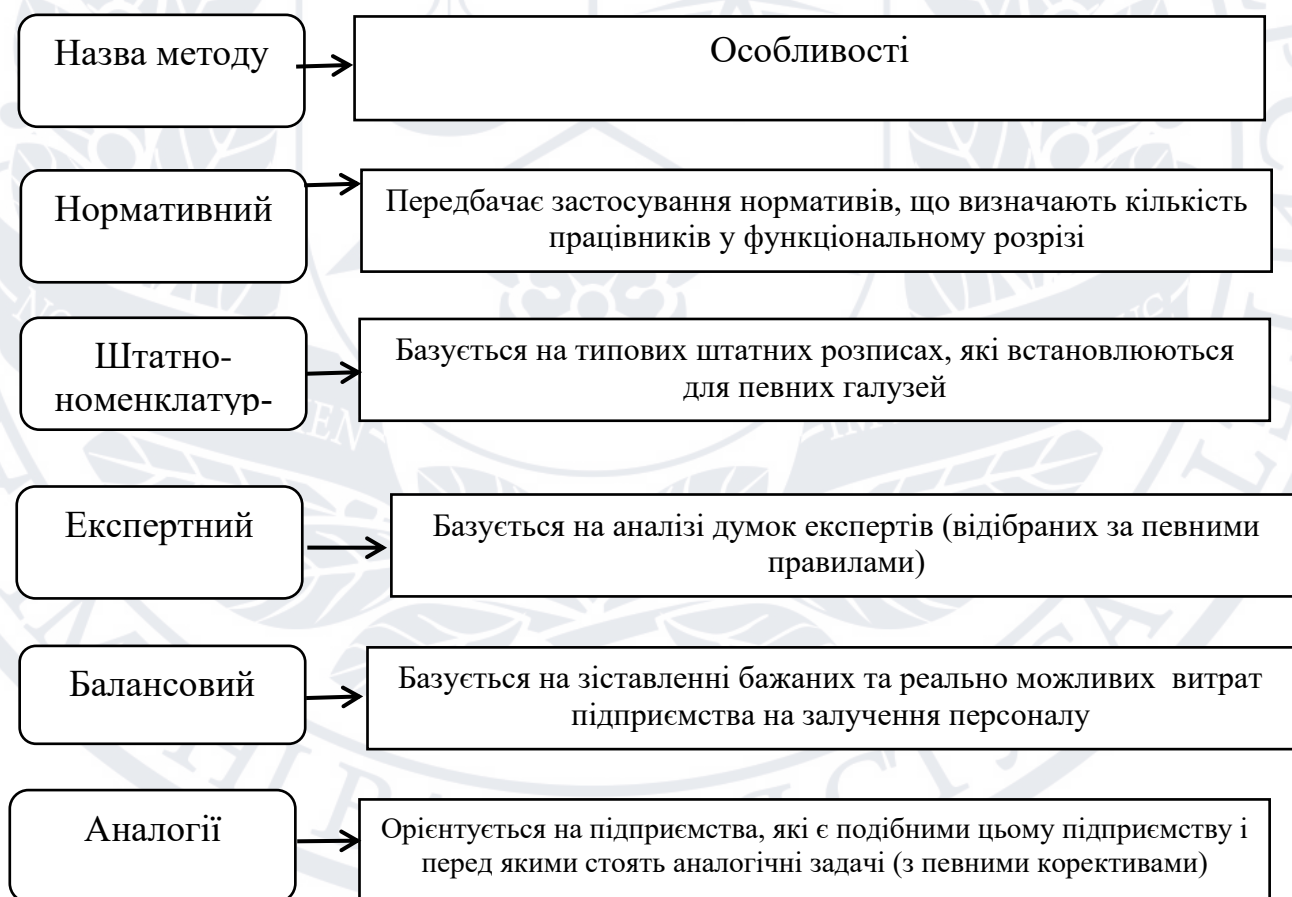 Назва методу
Особливості
Нормативний
Передбачає застосування нормативів, що визначають кількість
працівників у функціональному розрізі
Штатно-
номенклатур-
Базується на типових штатних розписах, які встановлюються
для певних галузей
Експертний
Базується на аналізі думок експертів (відібраних за певними
правилами)
Балансовий
Базується на зіставленні бажаних та реально можливих витрат
підприємства на залучення персоналу
Аналогії
Орієнтується на підприємства, які є подібними цьому підприємству і
перед якими стоять аналогічні задачі (з певними корективами)